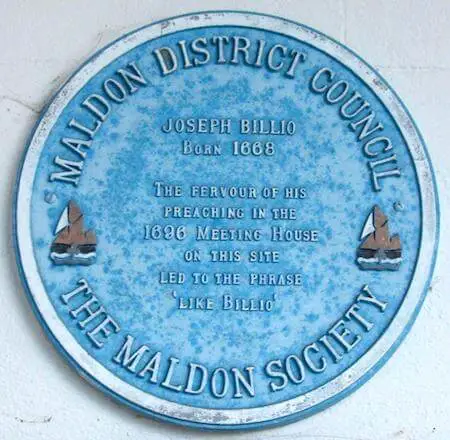 MALDON DISTRICT COUNCIL
JOSEPH BILLIO
BORN 1668
THE FERVOUR OF HIS
PREACHING IN THE
1696 MEETING HOUSE
ON THIS SITE
LED TO THE PHRASE
'LIKE BILLIO'
THE MALDON SOCIETY